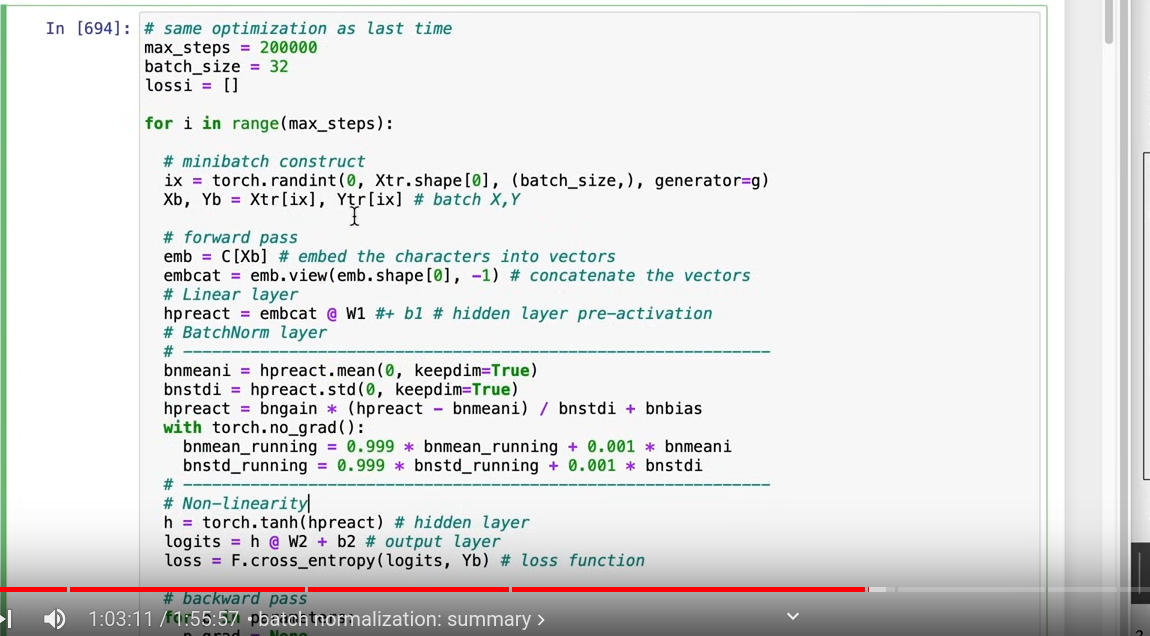 In [694]: # same optimization as last time
max_steps = 200000
batch_size = 32
lossi = []
for i in range(max_steps):
# minibatch construct
ix = torch.randint(0, Xtr.shape[0], (batch_size,), generator=g)
Xb, Yb = Xtr[ix], Ytr[ix] # batch X,Y
# forward pass
emb = C[Xb] # embed the characters into vectors
embcat = emb.view(emb.shape[0], -1) # concatenate the vectors
# Linear layer
hpreact = embcat @ W1 #+ b1 # hidden layer pre-activation
# BatchNorm layer
# -------------------------------------------------------------
bnmeani = hpreact.mean(0, keepdim=True)
bnstdi = hpreact.std(0, keepdim=True)
hpreact = bngain * (hpreact - bnmeani) / bnstdi + bnbias
with torch.no_grad():
bnmean_running = 0.999 * bnmean_running + 0.001 * bnmeani
bnstd_running = 0.999 * bnstd_running + 0.001 * bnstdi
# -------------------------------------------------------------
# Non-linearity
h = torch.tanh(hpreact) # hidden layer
logits = h @ W2 + b2 # output layer
loss = F.cross_entropy(logits, Yb) # loss function
# backward pass
for p in parameters:
1:03:11 / 1:55:57 • batch normalization: summary >
p.grad = None